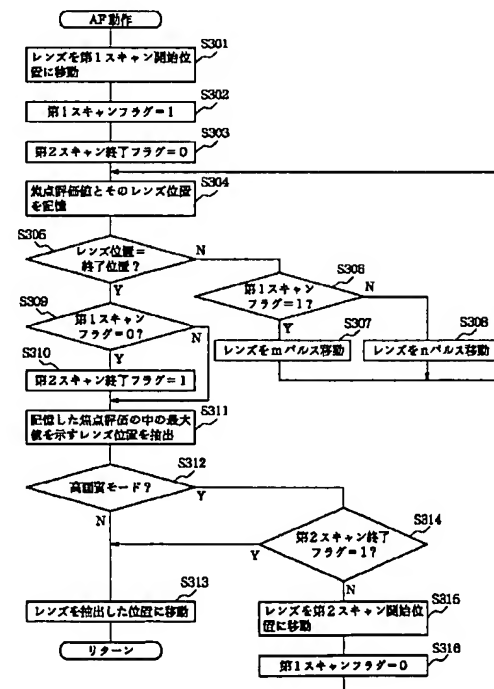 AF動作
S301
レンズを第1スキャン開始位
置に移動
S302
第1スキャンフラグ=1
S303
第2スキャン終了フラグ=0
S304
焦点評価値とそのレンズ位置
を記憶
S305
レンズ位置=
終了位置?
N
Y
S306
第1スキャン
フラグ=1?
N
Y
S307
レンズをmパルス移動
S308
レンズをnパルス移動
S309
第1スキャン
フラグ=0?
N
Y
S310
第2スキャン終了フラグ=1
S311
記憶した焦点評価の中の最大
値を示すレンズ位置を抽出
S312
高画質モード?
Y
N
S314
第2スキャン終了
フラグ=1?
Y
N
S313
レンズを抽出した位置に移動
リターン
S315
レンズを第2スキャン開始位
置に移動
S316
第1スキャンフラグ=0